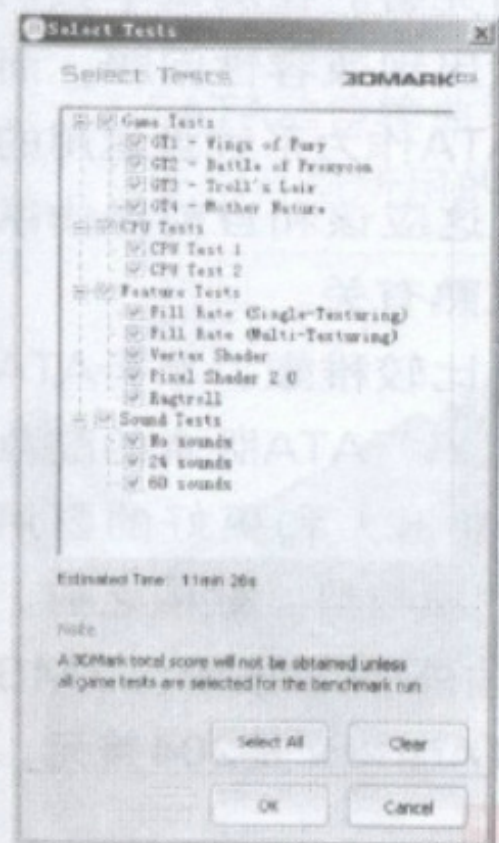 Select Tests
Select Tests 3DMARK03
Game Tests
GT1 - Wings of Fury
GT2 - Battle of Proxycon
GT3 - Troll's Lair
GT4 - Mother Nature
CPU Tests
CPU Test 1
CPU Test 2
Feature Tests
Fill Rate (Single-Texturing)
Fill Rate (Multi-Texturing)
Vertex Shader
Pixel Shader 2.0
Ragtroll
Sound Tests
No sounds
24 sounds
60 sounds
Estimated Time: 11min 26s
Note
A 3DMark total score will not be obtained unless
all game tests are selected for the benchmark run
Select All Clear
OK Cancel